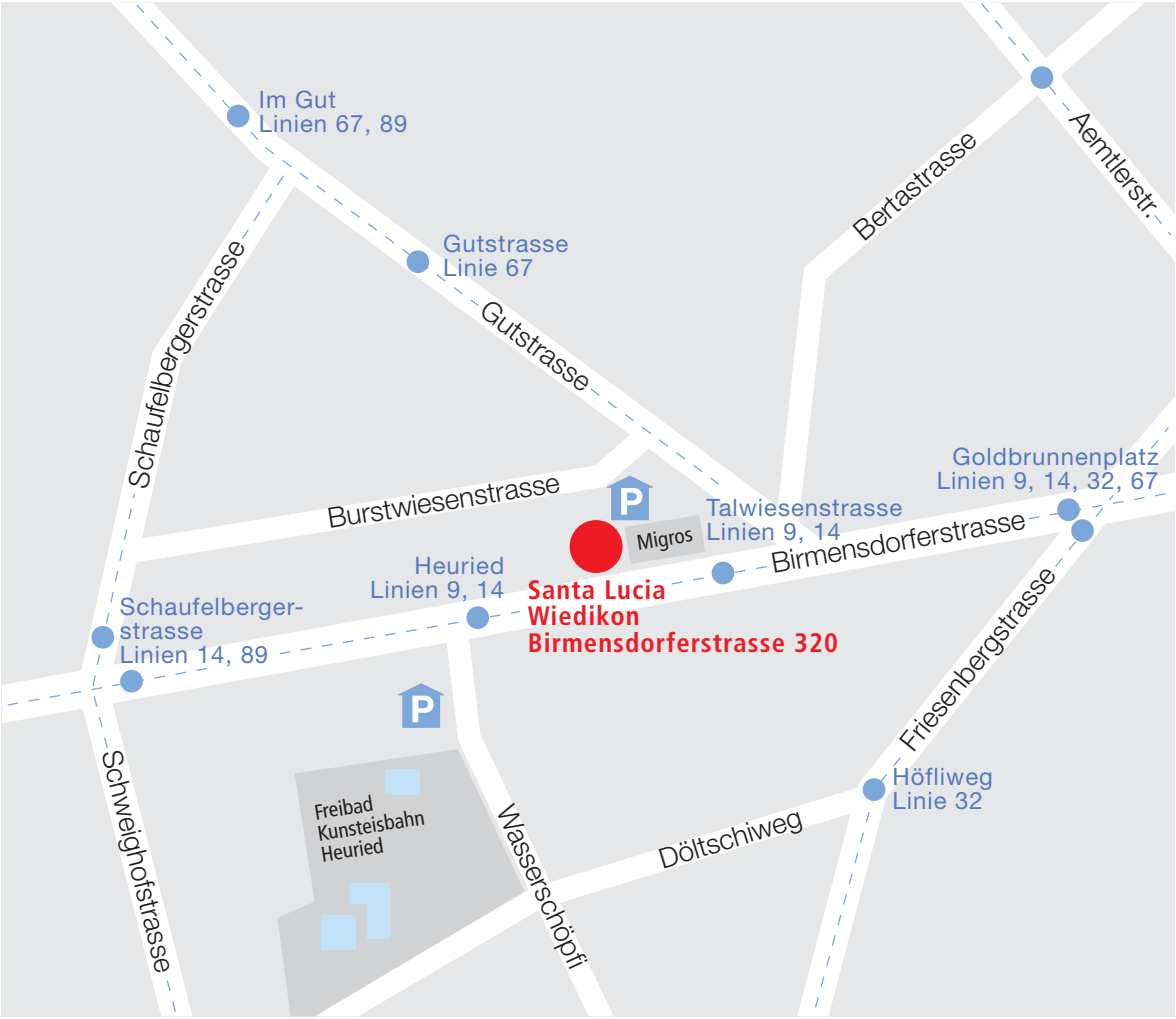 Im Gut
Linien 67, 89
Aemtlerstr.
Bertastrasse
Gutstrasse
Linie 67
Schaufelbergerstrasse
Gutstrasse
Goldbrunnenplatz
Linien 9, 14, 32, 67
Burstwiesenstrasse
P
Talwiesenstrasse
Linien 9, 14
Migros
Birmensdorferstrasse
Heuried
Linien 9, 14
Santa Lucia
Wiedikon
Birmensdorferstrasse 320
Schaufelberger-
strasse
Linien 14, 89
Friesenbergstrasse
P
Schweighofstrasse
Freibad
Kunsteisbahn
Heuried
Wasserschöpfi
Döltschiweg
Höfliweg
Linie 32